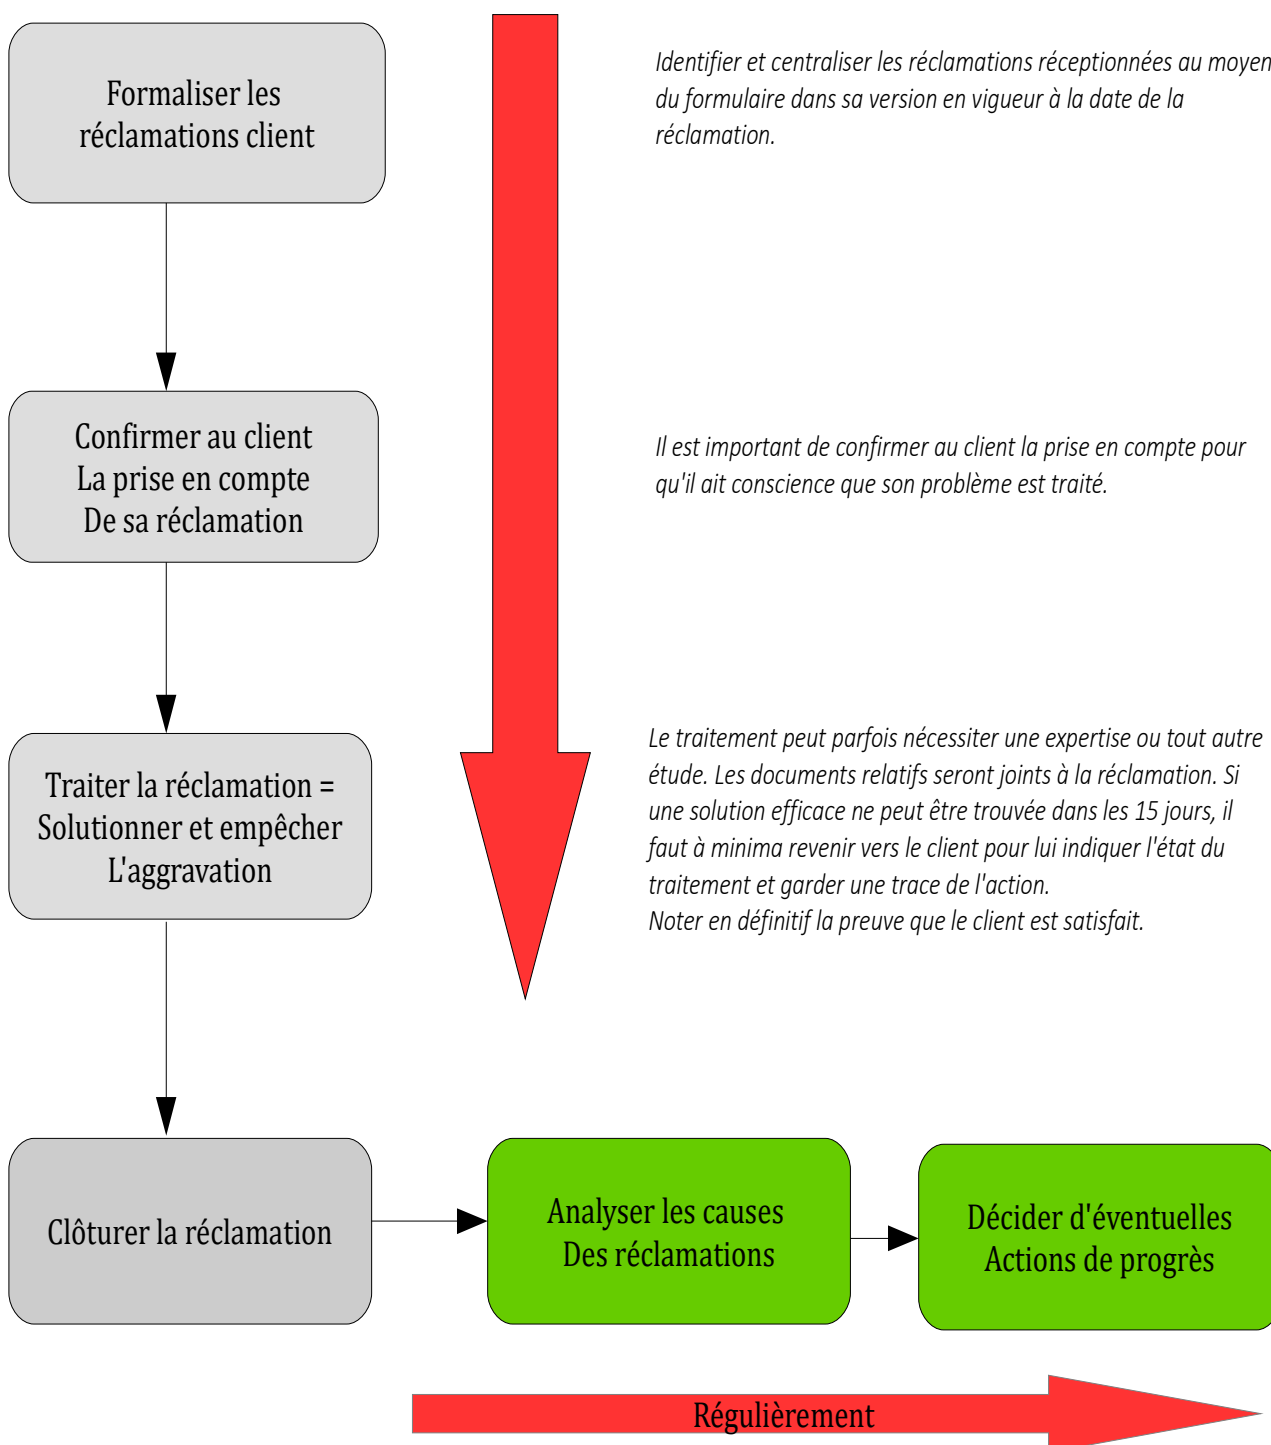 Formaliser les
réclamations client
Identifier et centraliser les réclamations réceptionnées au moyen
du formulaire dans sa version en vigueur à la date de la
réclamation.
Confirmer au client
La prise en compte
De sa réclamation
Il est important de confirmer au client la prise en compte pour
qu'il ait conscience que son problème est traité.
Traiter la réclamation =
Solutionner et empêcher
L'aggravation
Le traitement peut parfois nécessiter une expertise ou tout autre
étude. Les documents relatifs seront joints à la réclamation. Si
une solution efficace ne peut être trouvée dans les 15 jours, il
faut à minima revenir vers le client pour lui indiquer l'état du
traitement et garder une trace de l'action.
Noter en définitif la preuve que le client est satisfait.
Clôturer la réclamation
Analyser les causes
Des réclamations
Décider d'éventuelles
Actions de progrès
Régulièrement